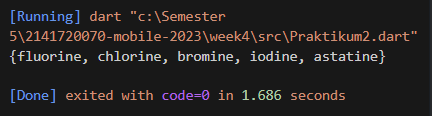 [Running] dart "c:\Semester
5\2141720070-mobile-2023\week4\src\Praktikum2.dart"
{fluorine, chlorine, bromine, iodine, astatine}
[Done] exited with code=0 in 1.686 seconds